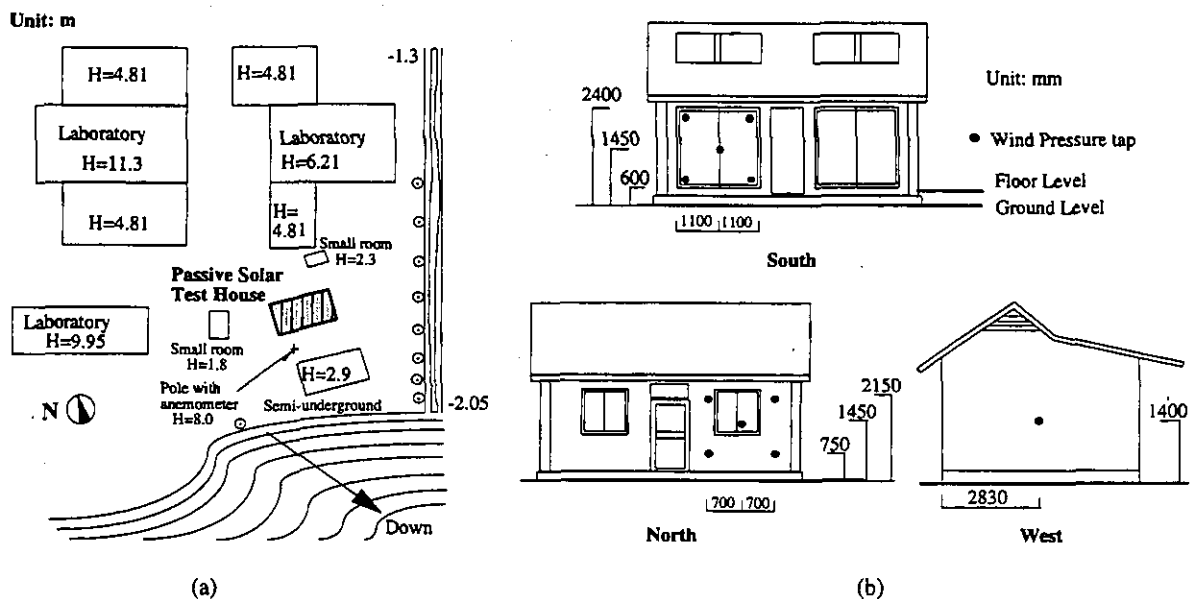 Unit: m
H=4.81
H=4.81
-1.3
Laboratory
H=11.3
Laboratory
H=6.21
H=4.81
H=
4.81
Small room
H=2.3
Passive Solar
Test House
Laboratory
H=9.95
Small room
H=1.8
H=2.9
Pole with
anemometer
H=8.0
Semi-underground
-2.05
N
Down
(a)
Unit: mm
2400
1450
600
Wind Pressure tap
Floor Level
Ground Level
1100 1100
South
2150
1450
750
1400
700 700
2830
North
West
(b)